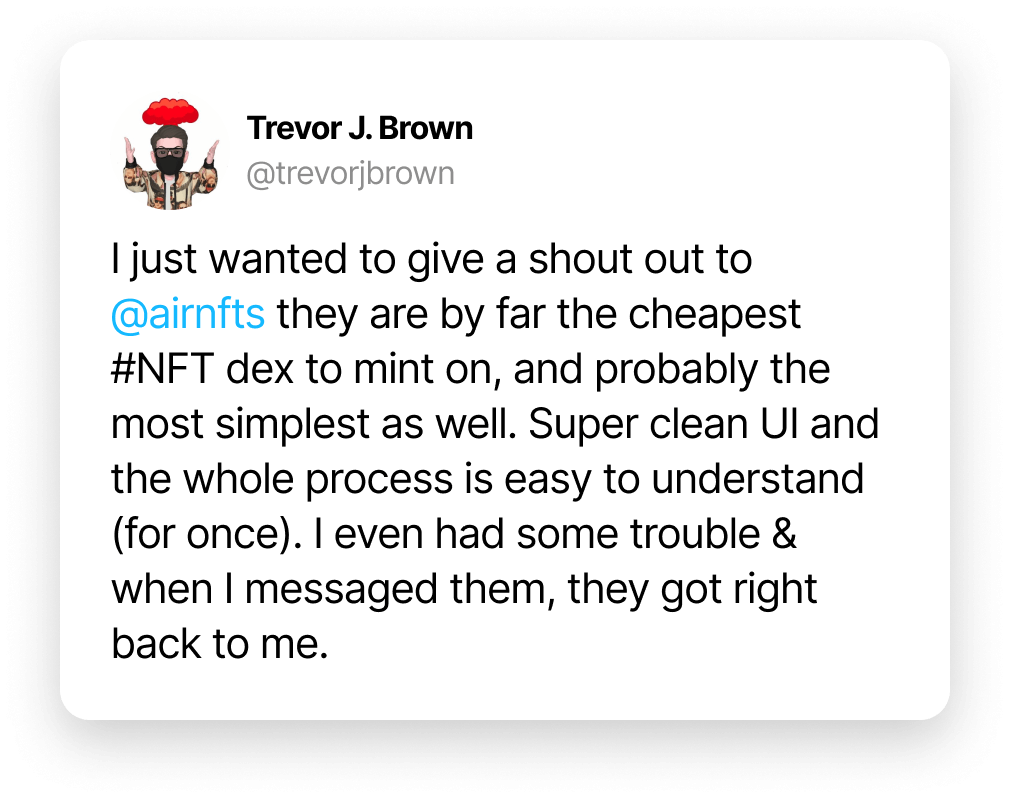 Trevor J. Brown
@trevorjbrown
I just wanted to give a shout out to
@airnfts they are by far the cheapest
#NFT dex to mint on, and probably the
most simplest as well. Super clean UI and
the whole process is easy to understand
(for once). I even had some trouble &
when I messaged them, they got right
back to me.